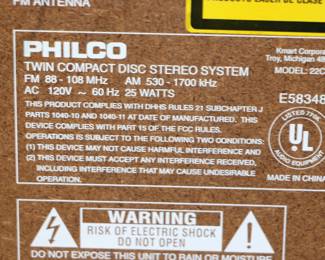 FM ANTENNA
PRODUCTO LASER DE CLASE
PHILCO
TWIN COMPACT DISC STEREO SYSTEM
FM 88 - 108 MHz AM 530 - 1700 kHz
AC 120V ~ 60 Hz 25 WATTS
THIS PRODUCT COMPLIES WITH DHHS RULES 21 SUBCHAPTER J
PARTS 1040-10 AND 1040-11 AT DATE OF MANUFACTURED. THIS
DEVICE COMPLIES WITH PART 15 OF THE FCC RULES.
OPERATION IS SUBJECT TO THE FOLLOWING TWO CONDITIONS:
(1) THIS DEVICE MAY NOT CAUSE HARMFUL INTERFERENCE AND
(2) THIS DEVICE MUST ACCEPT ANY INTERFERENCE RECEIVED,
INCLUDING INTERFERENCE THAT MAY CAUSE UNDESIRABLE
OPERATION.
Kmart Corpora
Troy, Michigan 48
MODEL: 22C
E58348
LISTED 77RK
UL
®
AUDIO EQUIPMENT
MADE IN CHINA
WARNING
RISK OF ELECTRIC SHOCK
DO NOT OPEN
DO NOT EXPOSE THIS UNIT TO RAIN OR MOISTURE